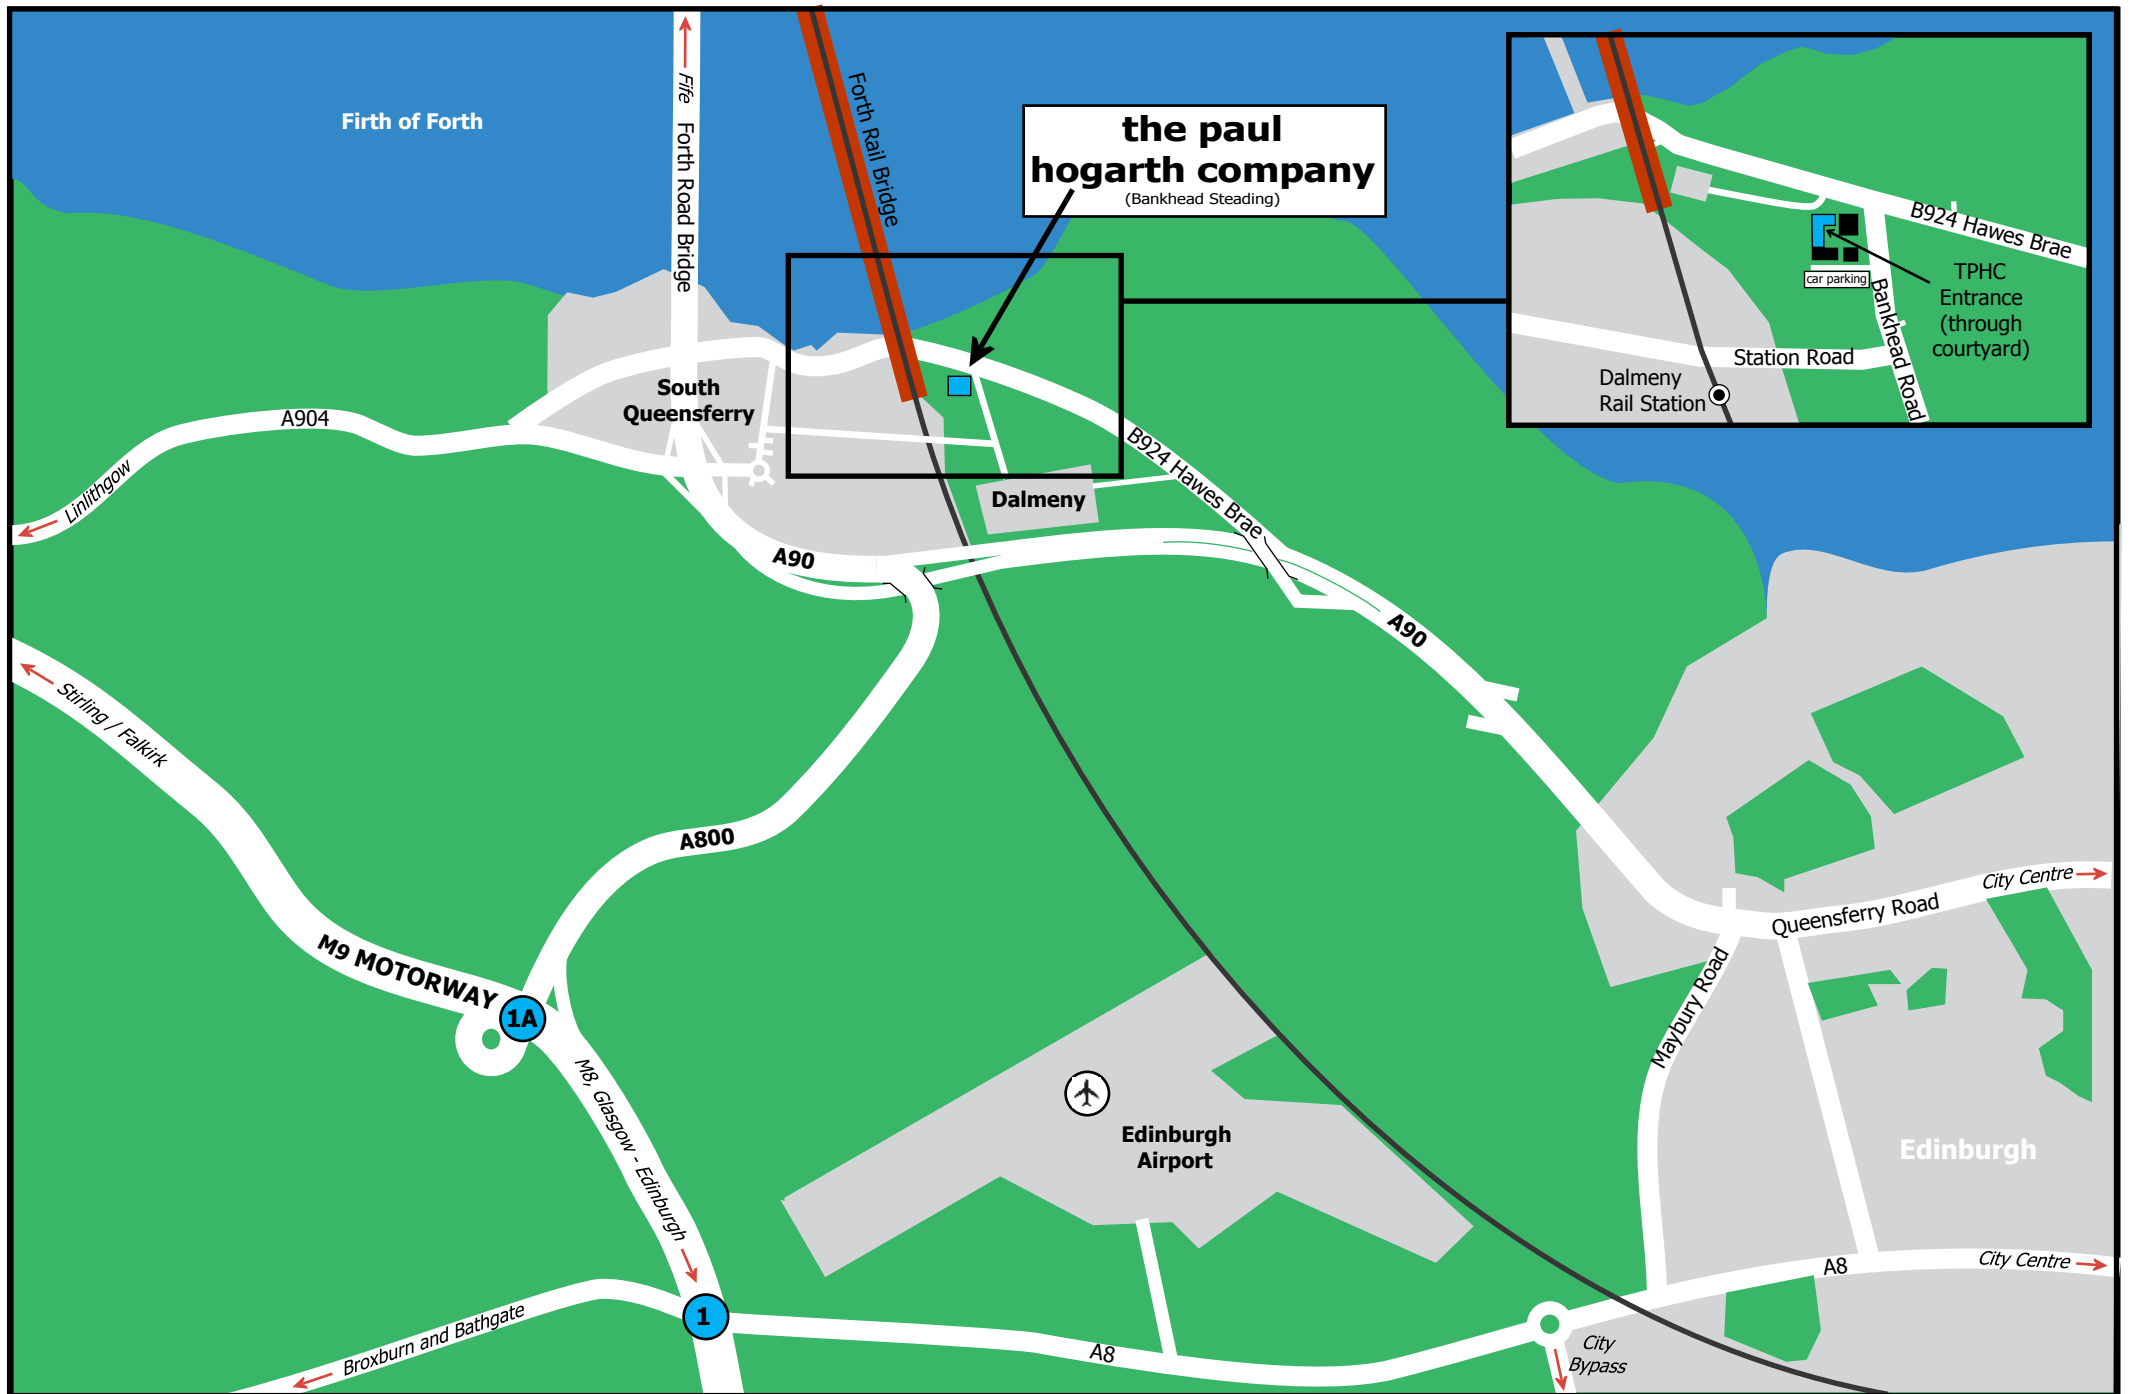 Firth of Forth
Fife
Forth Road Bridge
Forth Rail Bridge
the paul
hogarth company
(Bankhead Steading)
B924 Hawes Brae
TPHC
Entrance
(through
courtyard)
car parking
Bankhead Road
Station Road
Dalmeny
Rail Station
South
Queensferry
A904
Linlithgow
B924 Hawes Brae
Dalmeny
A90
A90
Stirling / Falkirk
A800
M9 MOTORWAY
1A
M8, Glasgow - Edinburgh
City Centre
Queensferry Road
Maybury Road
Edinburgh
Airport
Edinburgh
City Centre
A8
1
Broxburn and Bathgate
A8
City
Bypass